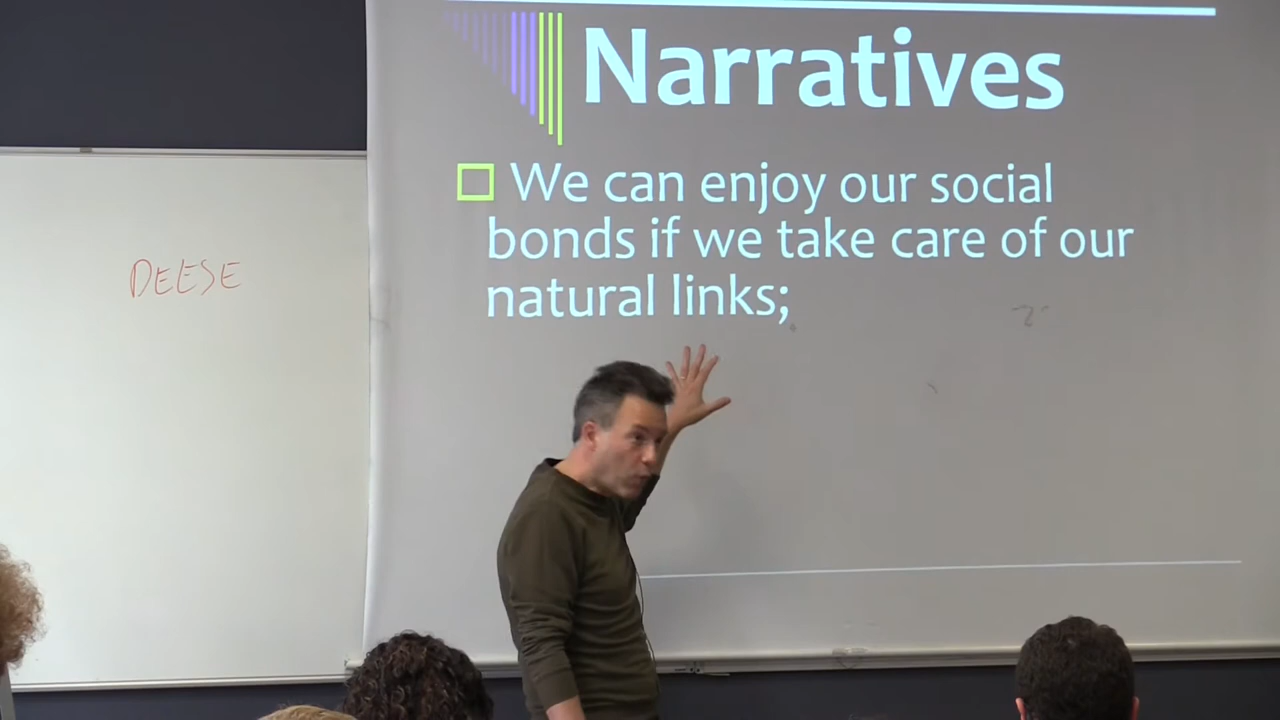 Narratives
We can enjoy our social
bonds if we take care of our
natural links;
DEESE